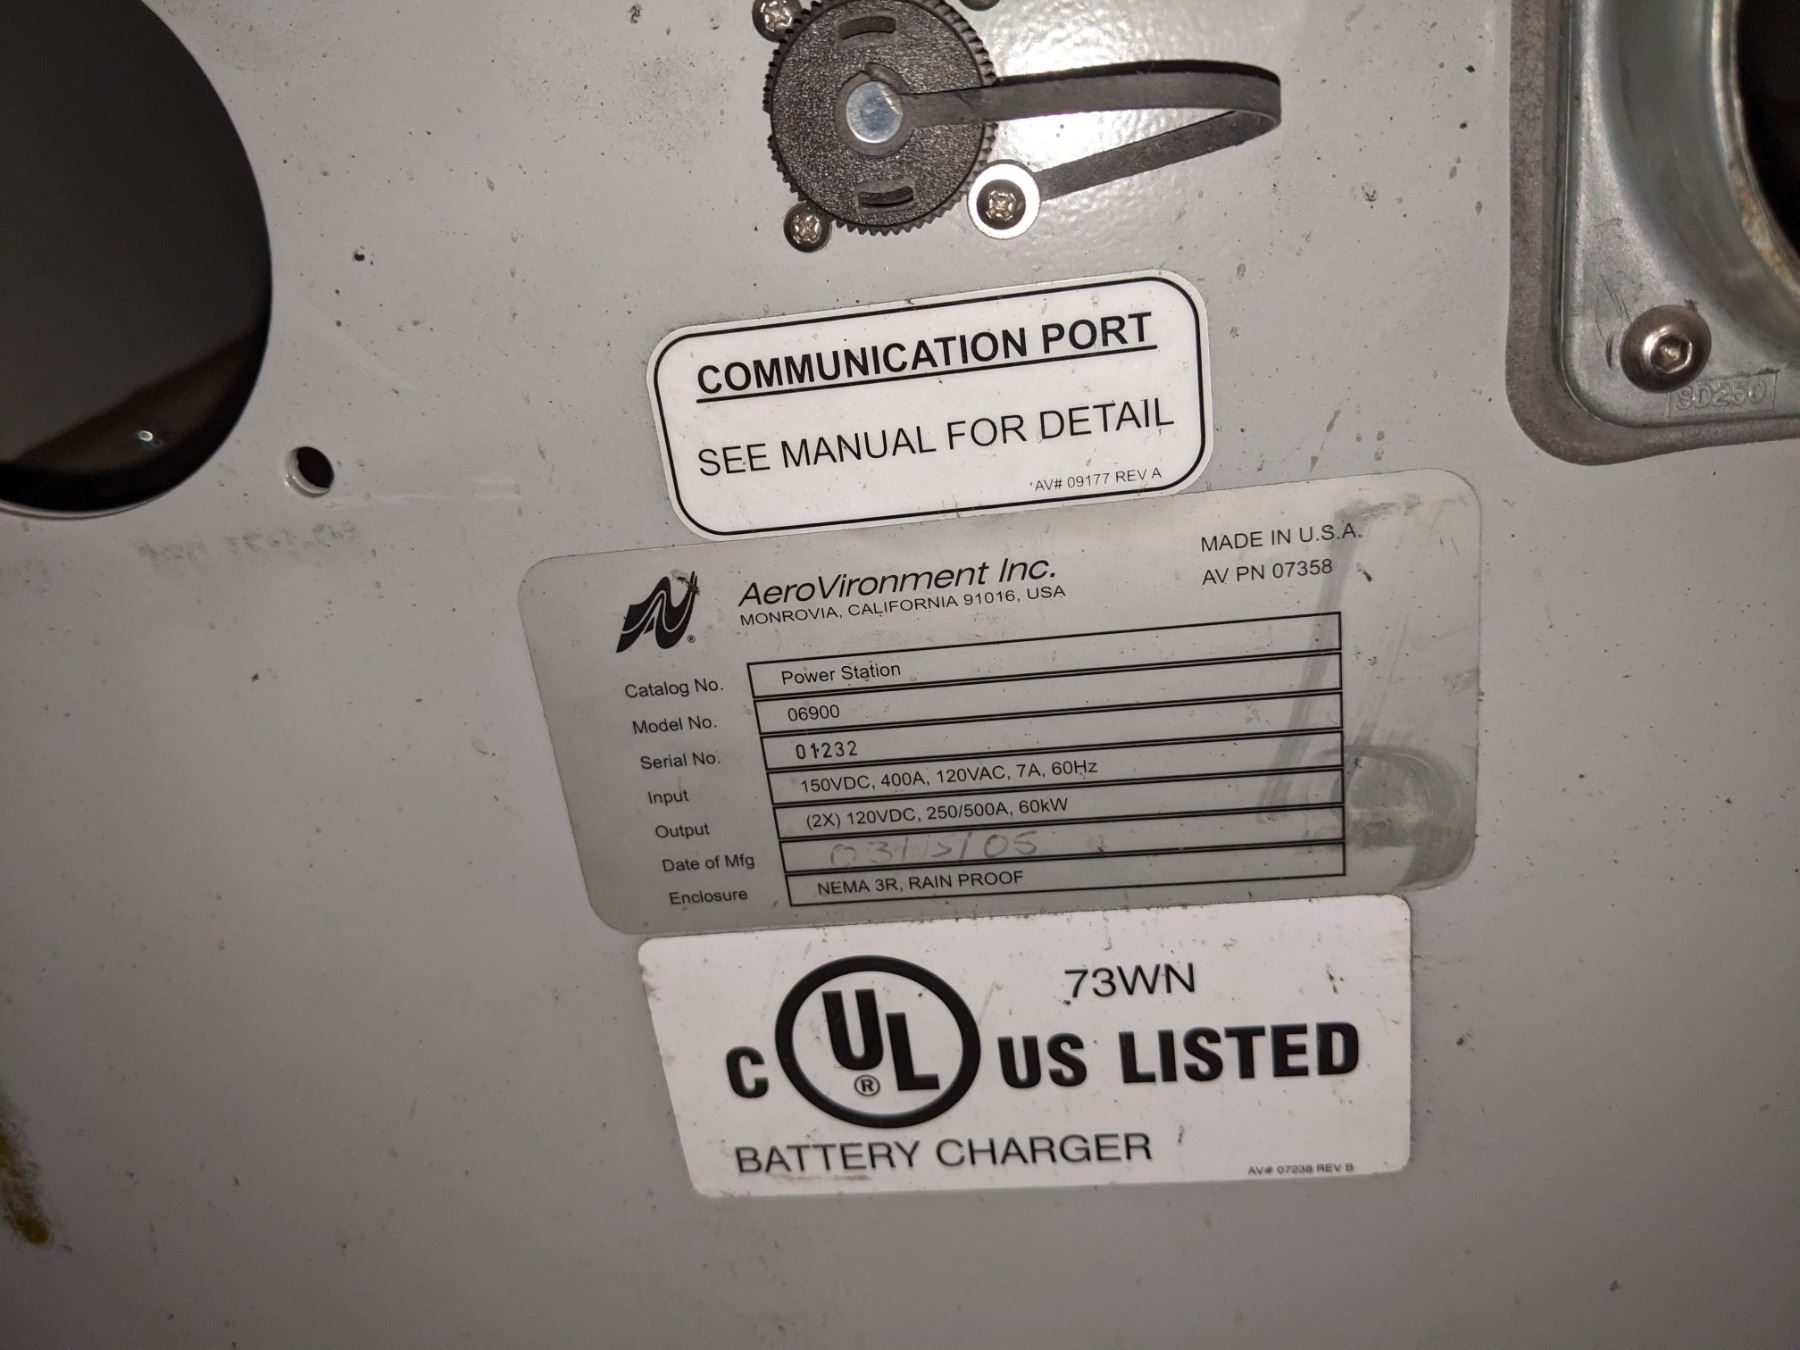 COMMUNICATION PORT
SEE MANUAL FOR DETAIL
AV# 09177 REV A
AeroVironment Inc.
MONROVIA, CALIFORNIA 91016, USA
MADE IN U.S.A.
AV PN 07358
Catalog No. Power Station
Model No. 06900
Serial No. 01232
Input 150VDC, 400A, 120VAC, 7A, 60Hz
Output (2X) 120VDC, 250/500A, 60kW
Date of Mfg
Enclosure NEMA 3R, RAIN PROOF
73WN
C UL® US LISTED
BATTERY CHARGER
AV# 07238 REV B
SD250